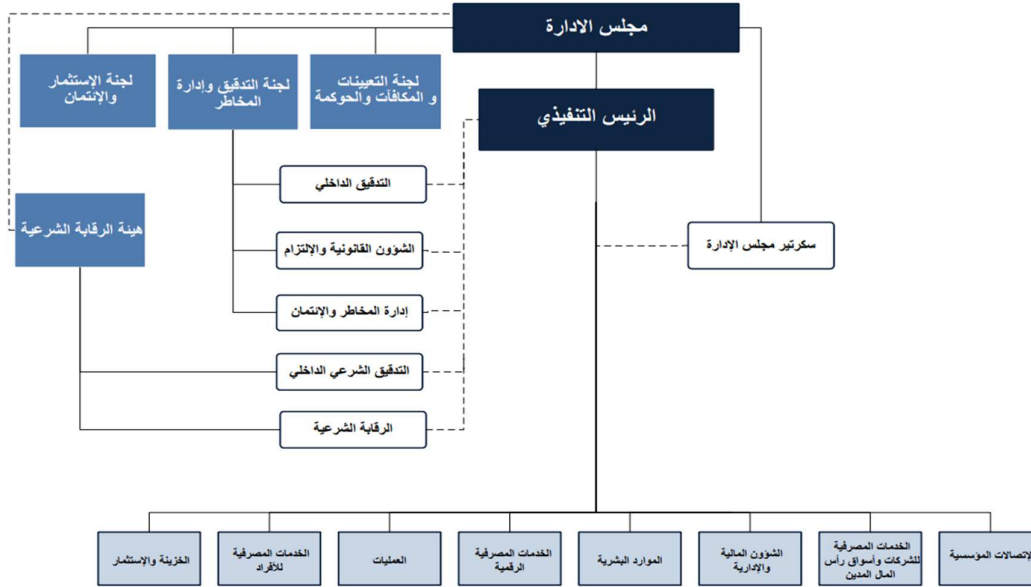 مجلس الادارة
لجنة التعيينات
و المكافآت والحوكمة
لجنة التدقيق وإدارة
المخاطر
لجنة الإستثمار
والإئتمان
الرئيس التنفيذي
التدقيق الداخلي
هيئة الرقابة الشرعية
سكرتير مجلس الإدارة
الشؤون القانونية والإلتزام
إدارة المخاطر والإئتمان
التدقيق الشرعي الداخلي
الرقابة الشرعية
لاتصالات المؤسسية
الخدمات المصرفية
للشركات وأسواق رأس
المال المدين
الشؤون المالية
والإدارية
الموارد البشرية
الخدمات المصرفية
الرقمية
العمليات
الخدمات المصرفية
للأفراد
الخزينة والإستثمار